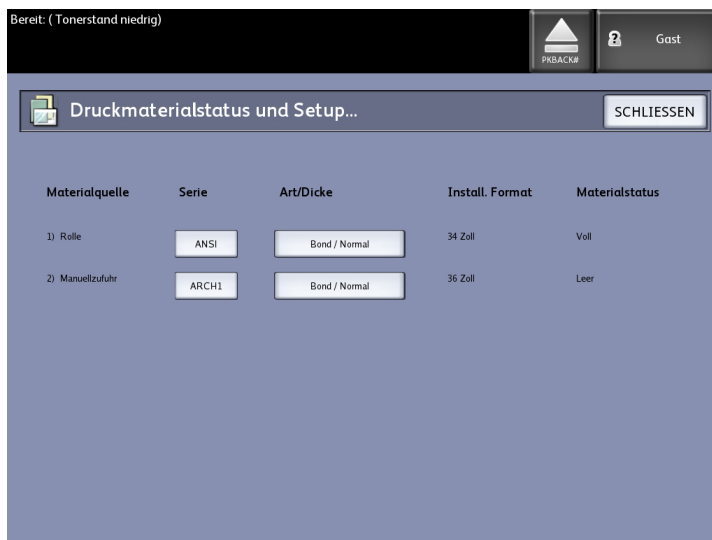 Bereit: ( Tonerstand niedrig)
PKBACK#
Gast
Druckmaterialstatus und Setup...
SCHLIESSEN
Materialquelle Serie Art/Dicke Install. Format Materialstatus
1) Rolle ANSI Bond / Normal 34 Zoll Voll
2) Manuellzufuhr ARCH1 Bond / Normal 36 Zoll Leer